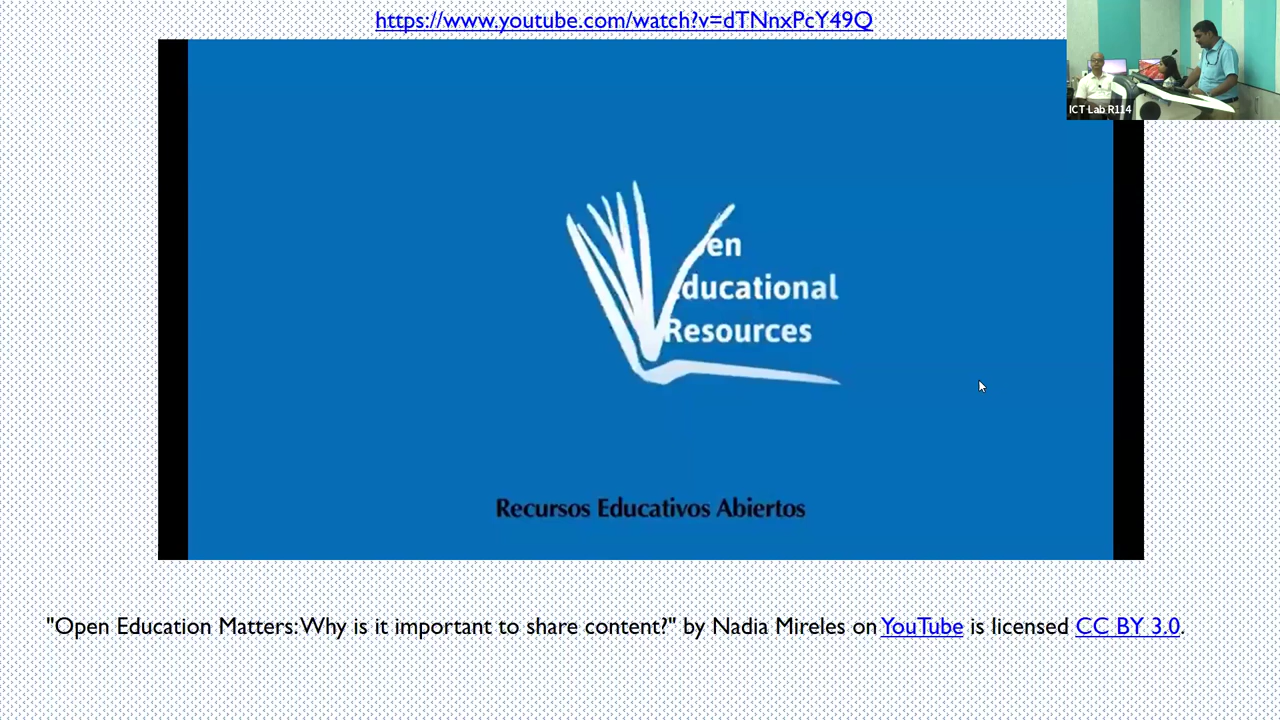 https://www.youtube.com/watch?v=dTNnxPcY49Q
ICT Lab R114
en
ducational
Resources
Recursos Educativos Abiertos
"Open Education Matters: Why is it important to share content?" by Nadia Mireles on YouTube is licensed CC BY 3.0.